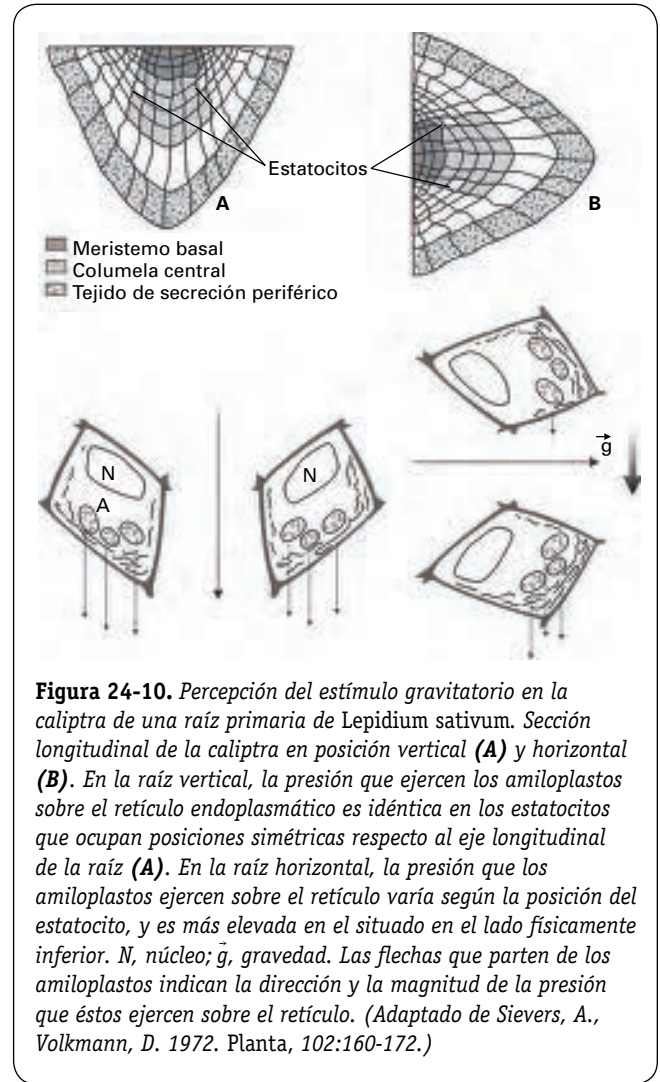 Estatocitos
A
B
Meristemo basal
Columela central
Tejido de secreción periférico
N
A
N
g⃗
Figura 24-10. Percepción del estímulo gravitatorio en la
caliptra de una raíz primaria de Lepidium sativum. Sección
longitudinal de la caliptra en posición vertical (A) y horizontal
(B). En la raíz vertical, la presión que ejercen los amiloplastos
sobre el retículo endoplasmático es idéntica en los estatocitos
que ocupan posiciones simétricas respecto al eje longitudinal
de la raíz (A). En la raíz horizontal, la presión que los
amiloplastos ejercen sobre el retículo varía según la posición del
estatocito, y es más elevada en el situado en el lado físicamente
inferior. N, núcleo; g⃗, gravedad. Las flechas que parten de los
amiloplastos indican la dirección y la magnitud de la presión
que éstos ejercen sobre el retículo. (Adaptado de Sievers, A.,
Volkmann, D. 1972. Planta, 102:160-172.)